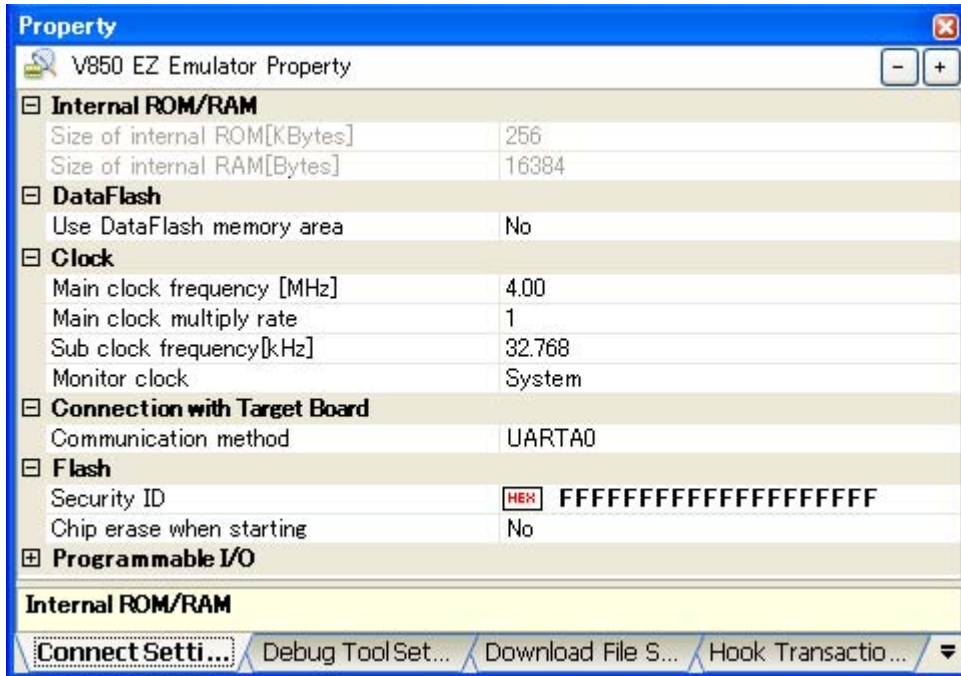 Property
V850 EZ Emulator Property
- +
Internal ROM/RAM
Size of internal ROM[KBytes] 256
Size of internal RAM[Bytes] 16384
DataFlash
Use DataFlash memory area No
Clock
Main clock frequency [MHz] 4.00
Main clock multiply rate 1
Sub clock frequency[kHz] 32.768
Monitor clock System
Connection with Target Board
Communication method UARTA0
Flash
Security ID HEX FFFFFFFFFFFFFFFFFFFF
Chip erase when starting No
Programmable I/O
Internal ROM/RAM
Connect Setti... Debug Tool Set... Download File S... Hook Transactio...